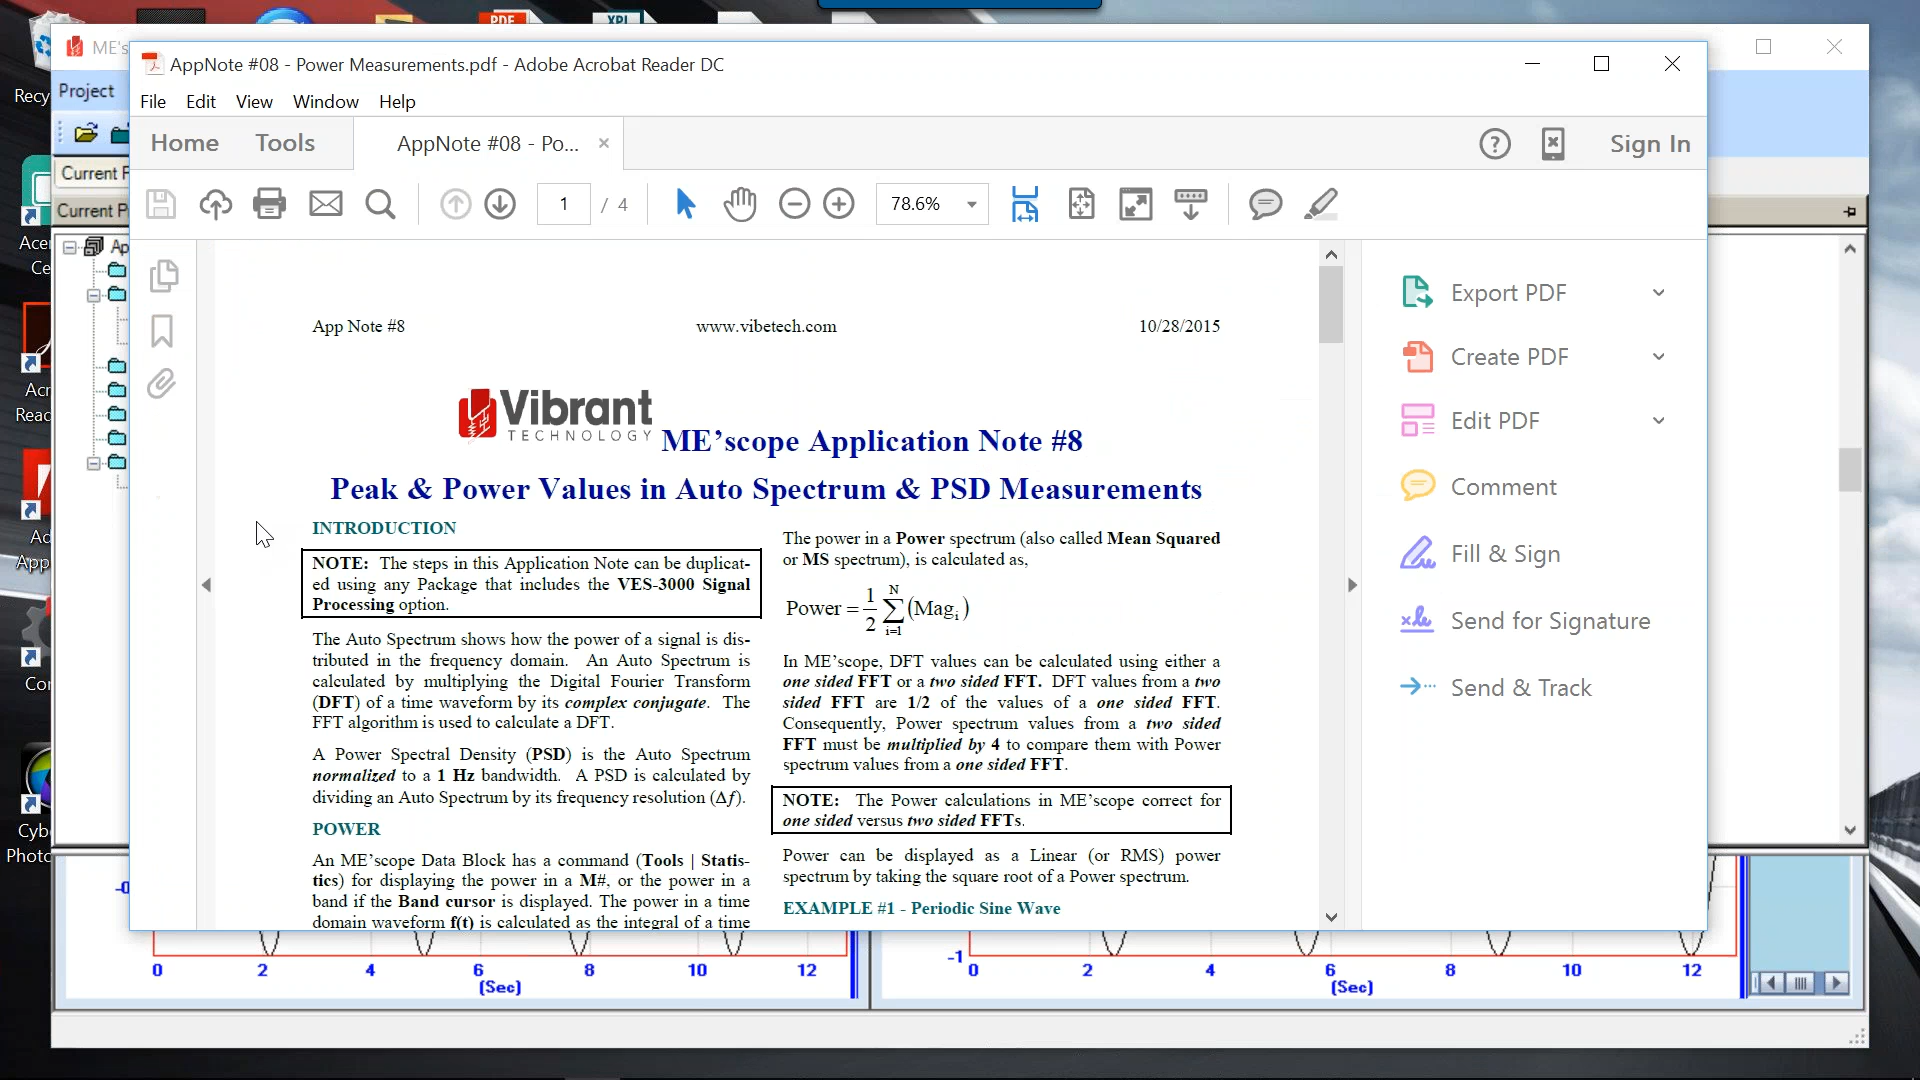 PDF
XPL
ME's
AppNote #08 - Power Measurements.pdf - Adobe Acrobat Reader DC
Project
File Edit View Window Help
Home Tools AppNote #08 - Po... Sign In
1 / 4 78.6%
App Note #8 www.vibetech.com 10/28/2015
Vibrant
TECHNOLOGY
ME’scope Application Note #8
Peak & Power Values in Auto Spectrum & PSD Measurements
INTRODUCTION
NOTE: The steps in this Application Note can be duplicat-
ed using any Package that includes the VES-3000 Signal
Processing option.
The Auto Spectrum shows how the power of a signal is dis-
tributed in the frequency domain. An Auto Spectrum is
calculated by multiplying the Digital Fourier Transform
(DFT) of a time waveform by its complex conjugate. The
FFT algorithm is used to calculate a DFT.
A Power Spectral Density (PSD) is the Auto Spectrum
normalized to a 1 Hz bandwidth. A PSD is calculated by
dividing an Auto Spectrum by its frequency resolution (Δf).
POWER
An ME’scope Data Block has a command (Tools | Statis-
tics) for displaying the power in a M#, or the power in a
band if the Band cursor is displayed. The power in a time
domain waveform f(t) is calculated as the integral of a time
The power in a Power spectrum (also called Mean Squared
or MS spectrum), is calculated as,
Power = 1/2 N ∑ i=1 (Mag i)
In ME’scope, DFT values can be calculated using either a
one sided FFT or a two sided FFT. DFT values from a two
sided FFT are 1/2 of the values of a one sided FFT.
Consequently, Power spectrum values from a two sided
FFT must be multiplied by 4 to compare them with Power
spectrum values from a one sided FFT.
NOTE: The Power calculations in ME’scope correct for
one sided versus two sided FFTs.
Power can be displayed as a Linear (or RMS) power
spectrum by taking the square root of a Power spectrum.
EXAMPLE #1 - Periodic Sine Wave
Export PDF
Create PDF
Edit PDF
Comment
Fill & Sign
Send for Signature
Send & Track
Current P
Ap
Recy
Ace
Ce
Acr
Read
Ad
App
Co
Cyb
Photo
-0
0 2 4 6 8 10 12
(Sec)
-1
0 2 4 6 8 10 12
(Sec)